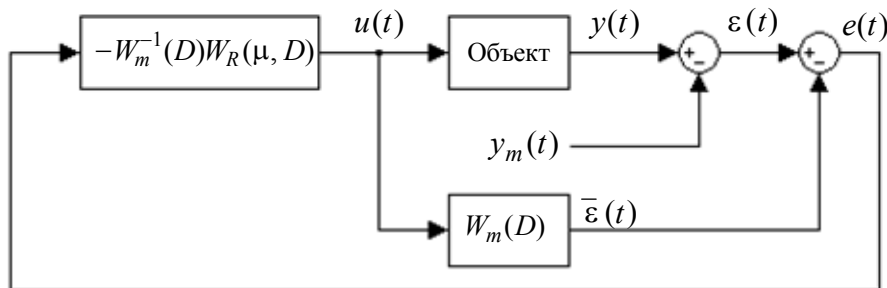 u(t)
y(t)
ε(t)
e(t)
−W_m^{-1}(D)W_R(μ, D)
Объект
+
−
+
−
y_m(t)
ε̄(t)
W_m(D)